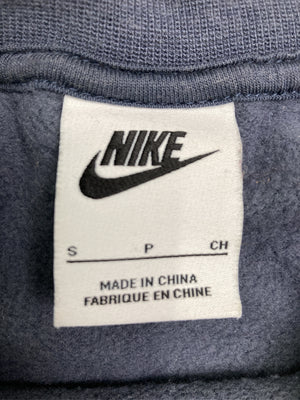 NIKE
S P CH
MADE IN CHINA
FABRIQUE EN CHINE